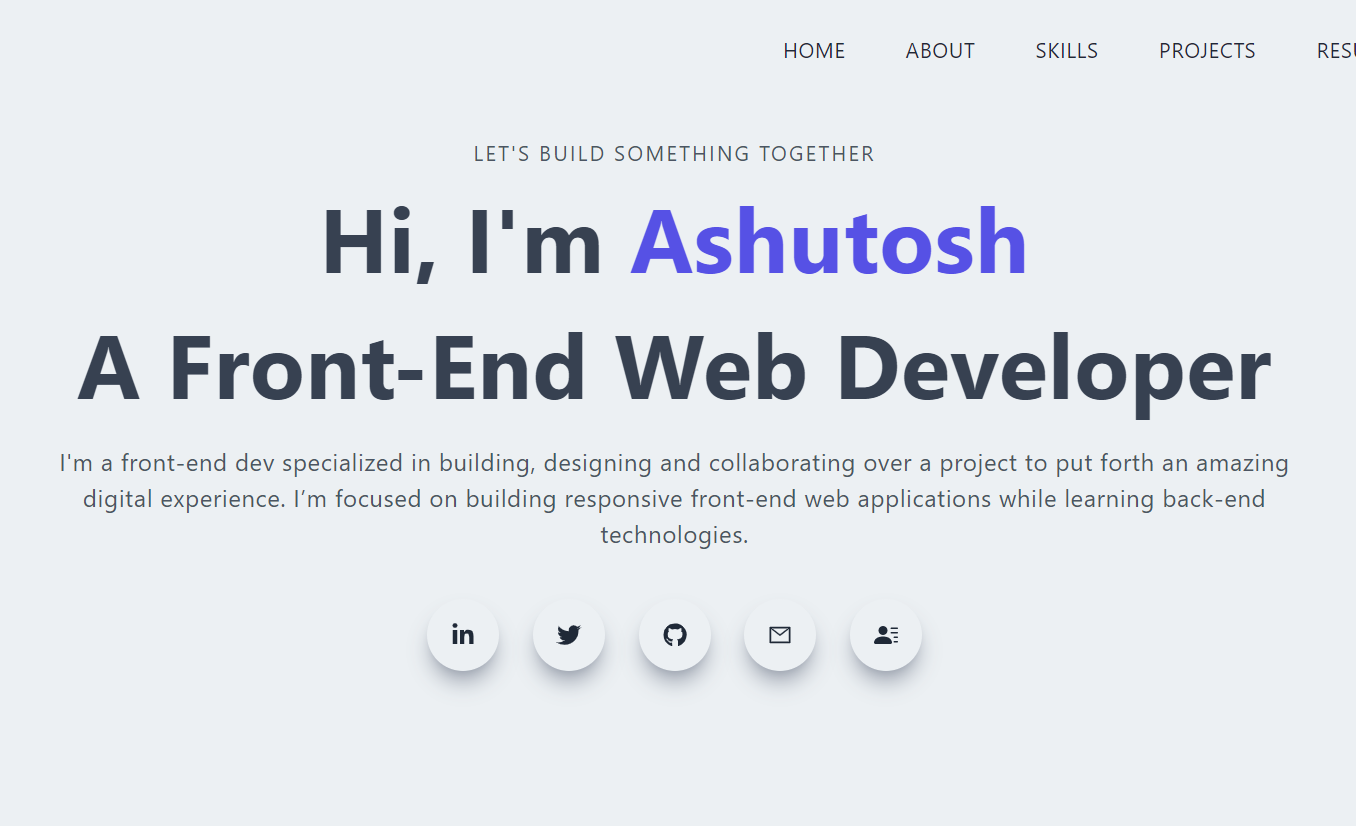 HOME ABOUT SKILLS PROJECTS
LET'S BUILD SOMETHING TOGETHER
Hi, I'm Ashutosh
A Front-End Web Developer
I'm a front-end dev specialized in building, designing and collaborating over a project to put forth an amazing
digital experience. I’m focused on building responsive front-end web applications while learning back-end
technologies.
in